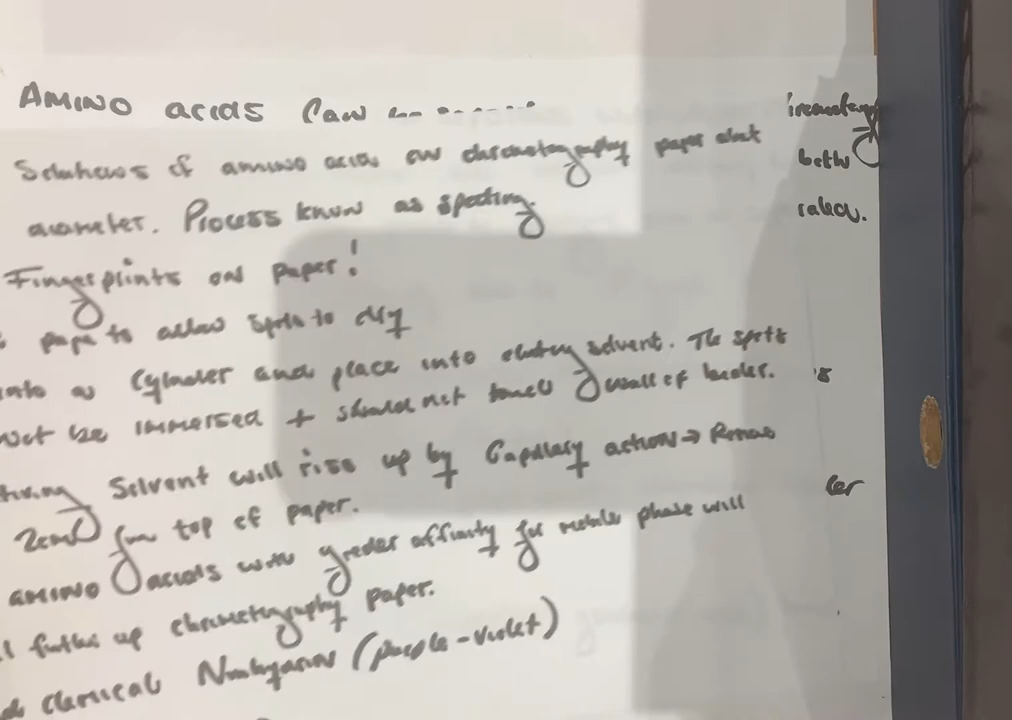 AMINO acids Can
Solutions of amino acids on chromatography paper about
diameter. Process known as spotting.
Fingerprints on paper!
paper to allow spots to dry
into a Cylinder and place into eluting solvent. The spots
not be immersed + should not touch wall of beaker.
Solvent will rise up by Capillary action →
2cm from top of paper.
AMINO acids with greater affinity for mobile phase will
further up chromatography paper.
chemical (purple-violet)